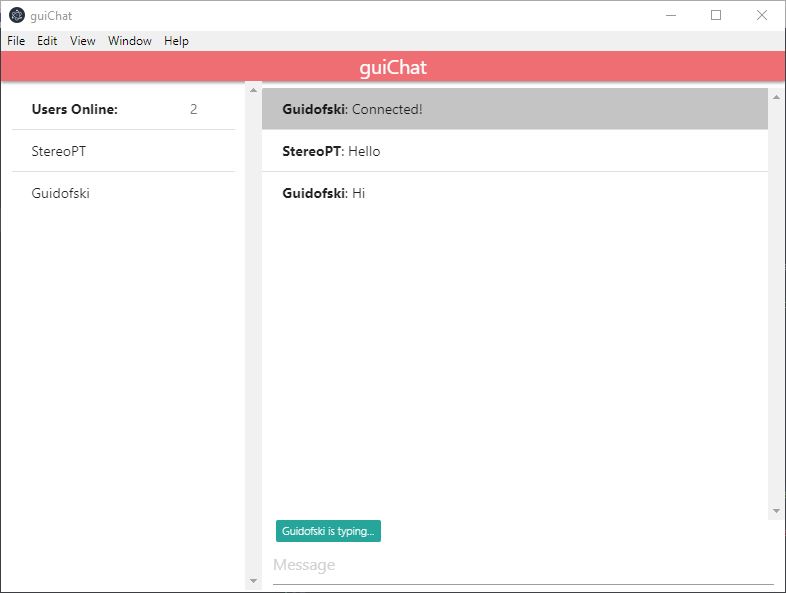 guiChat
File Edit View Window Help
guiChat
Users Online: 2
StereoPT
Guidofski
Guidofski: Connected!
StereoPT: Hello
Guidofski: Hi
Guidofski is typing...
Message